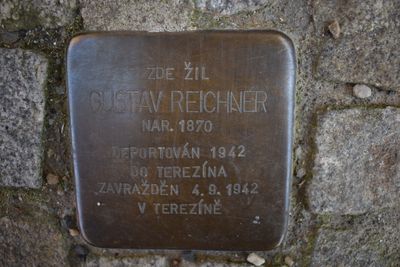 ZDE ŽIL
GUSTAV REICHNER
NAR. 1870
DEPORTOVÁN 1942
DO TEREZÍNA
ZAVRAŽDĚN 4.9.1942
V TEREZÍNĚ